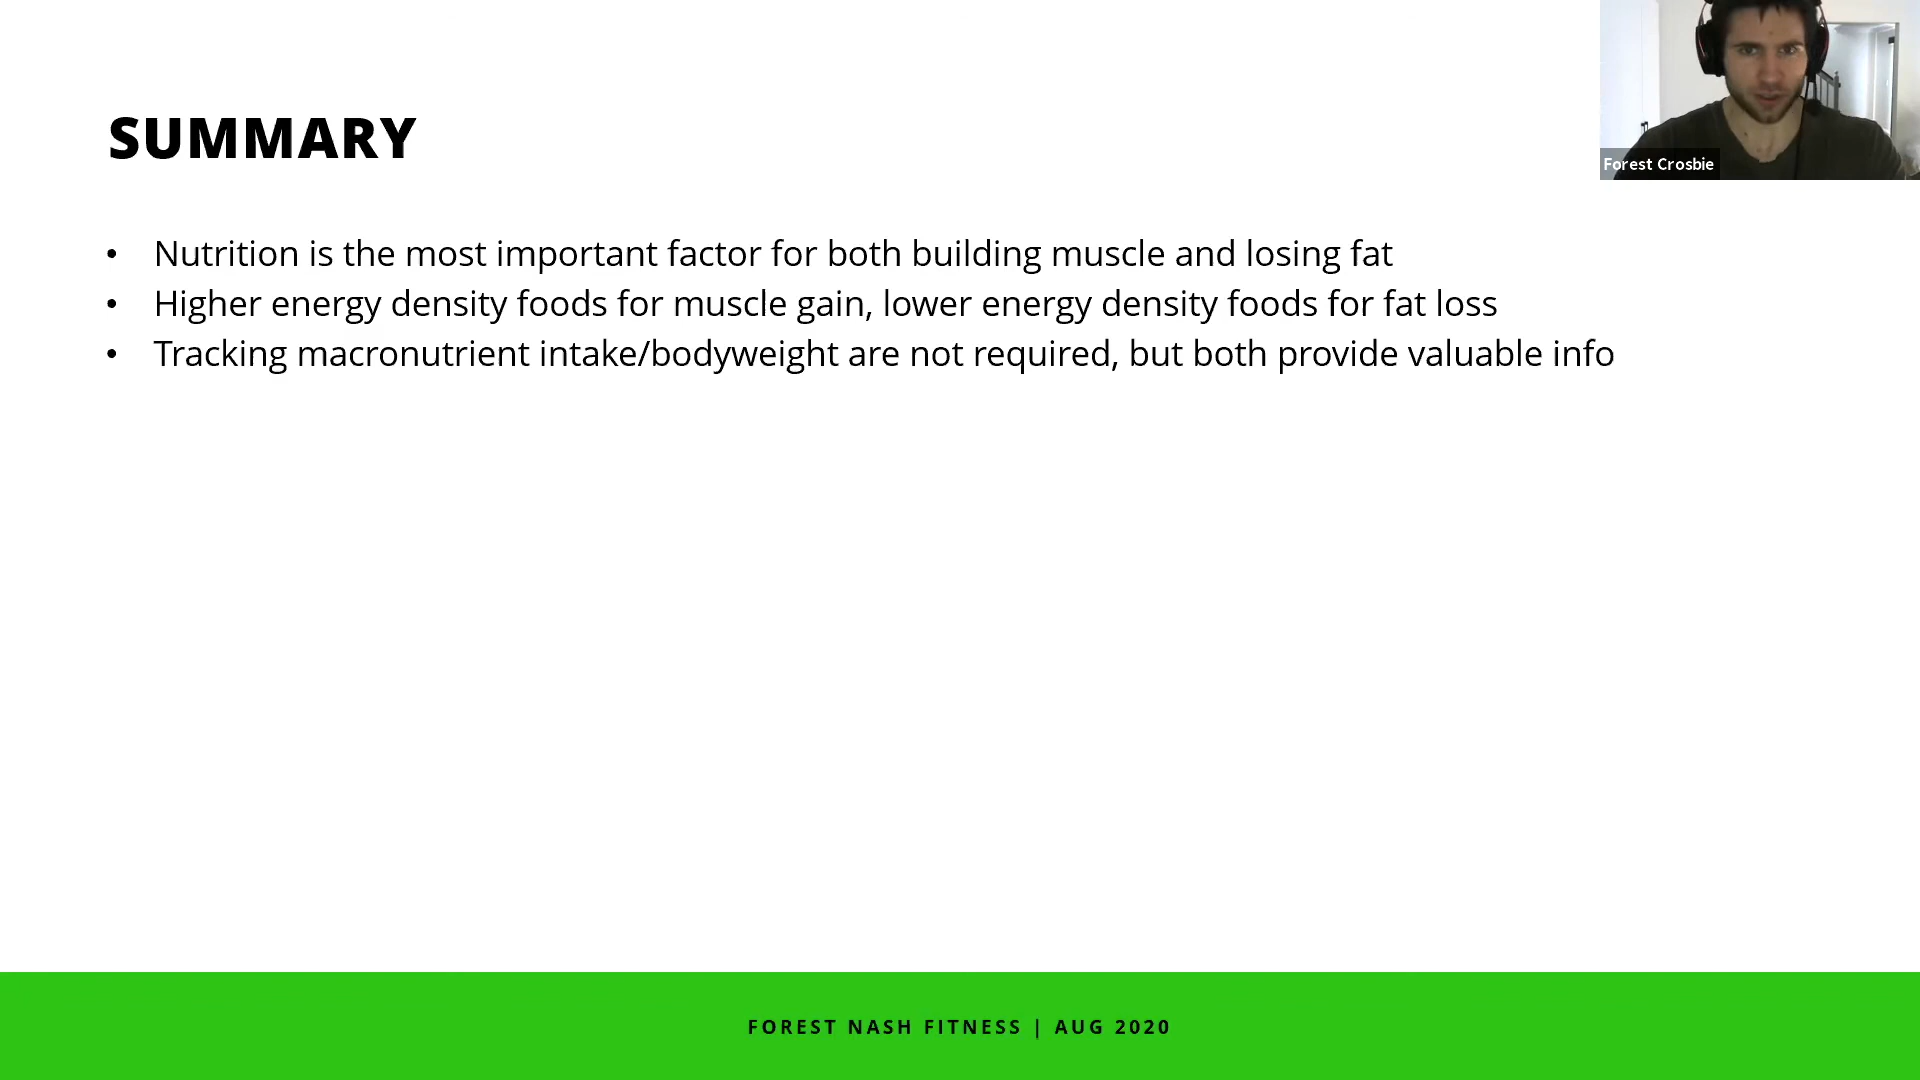 SUMMARY
Forest Crosbie
• Nutrition is the most important factor for both building muscle and losing fat
• Higher energy density foods for muscle gain, lower energy density foods for fat loss
• Tracking macronutrient intake/bodyweight are not required, but both provide valuable info
FOREST NASH FITNESS | AUG 2020